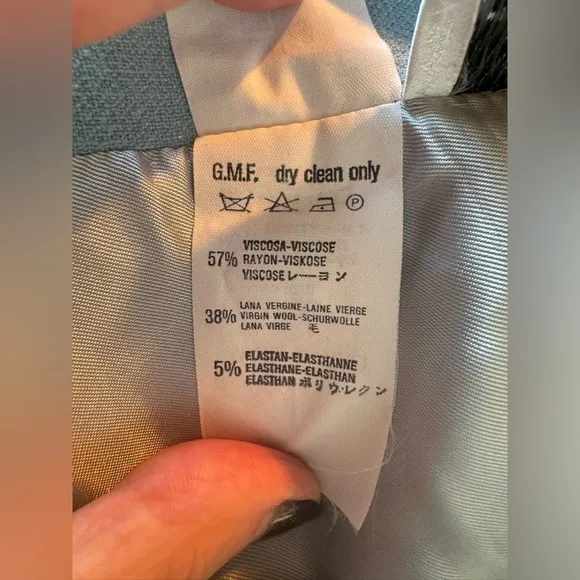 G.M.F. dry clean only
P
VISCOSA-VISCOSE
57% RAYON-VISKOSE
VISCOSE レーヨン
LANA VERGINE-LAINE VIERGE
38% VIRGIN WOOL-SCHURWOLLE
LANA VIRGE 毛
ELASTAN-ELASTHANNE
5% ELASTHANE-ELASTHAN
ELASTHAN ポリウレタン